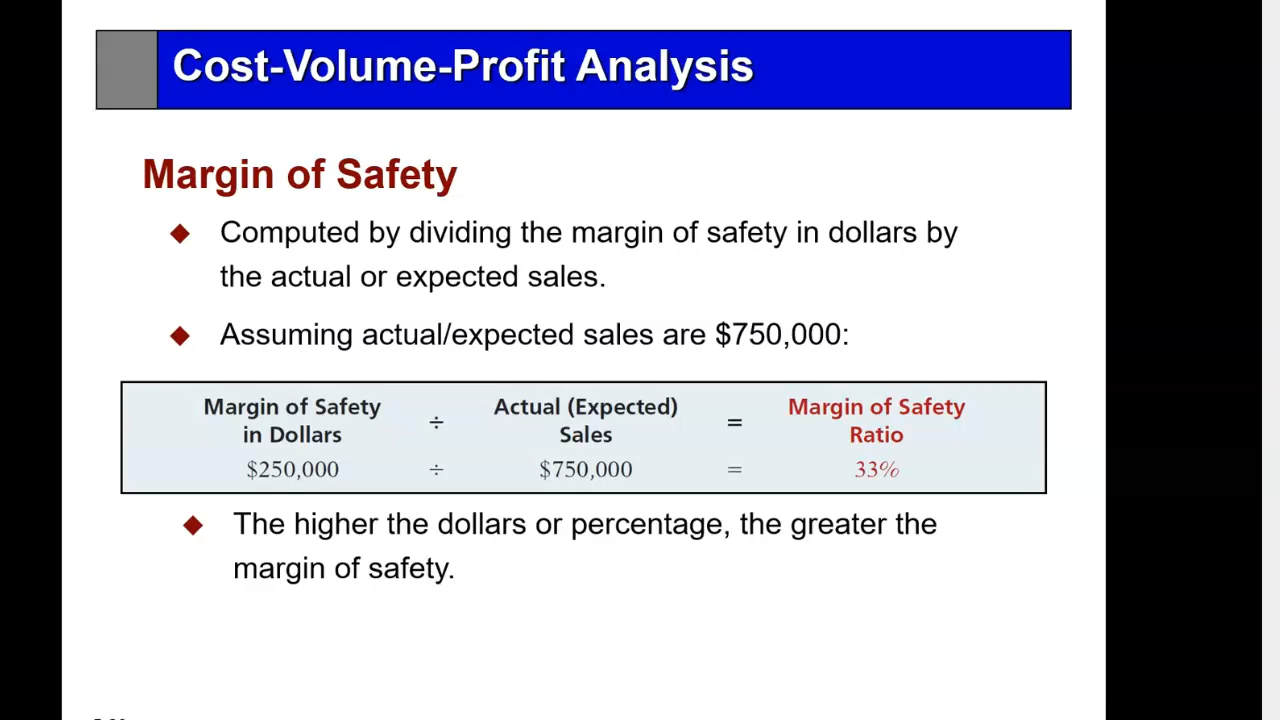 Cost-Volume-Profit Analysis
Margin of Safety
◆ Computed by dividing the margin of safety in dollars by
the actual or expected sales.
◆ Assuming actual/expected sales are $750,000:
Margin of Safety Actual (Expected) Margin of Safety
in Dollars ÷ Sales = Ratio
$250,000 ÷ $750,000 = 33%
◆ The higher the dollars or percentage, the greater the
margin of safety.